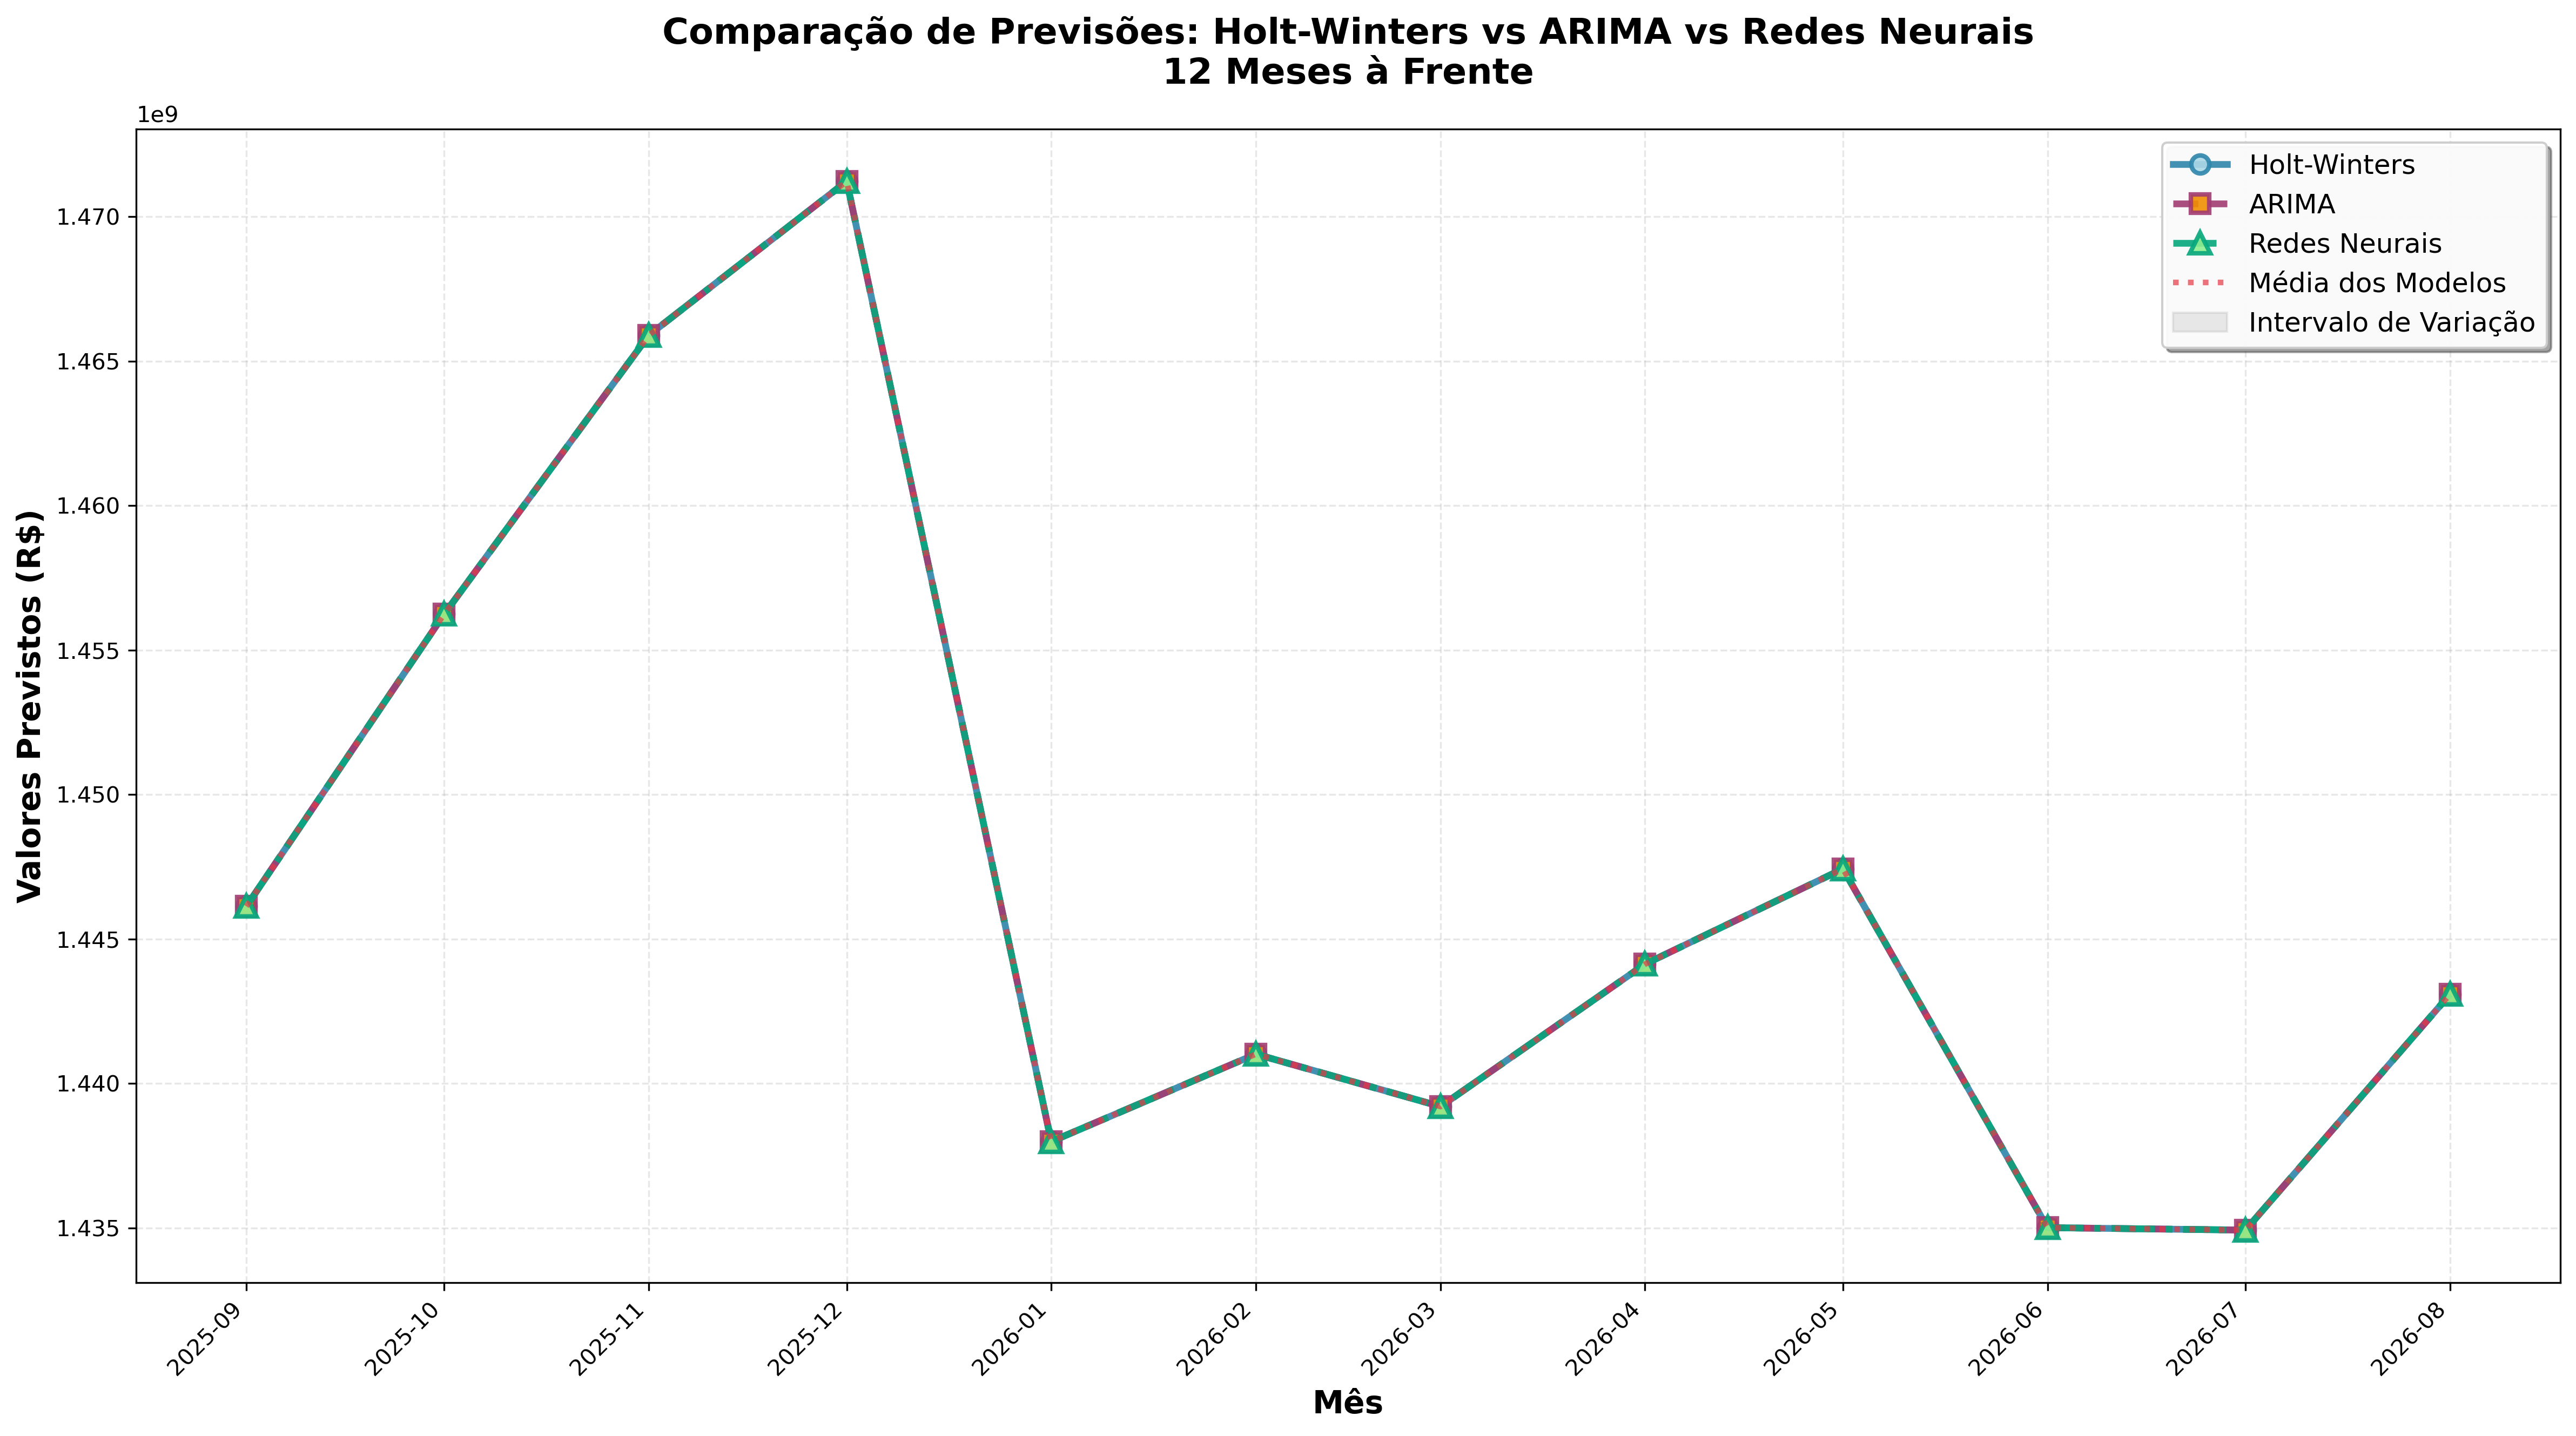 Comparação de Previsões: Holt-Winters vs ARIMA vs Redes Neurais
12 Meses à Frente
1e9
Holt-Winters
ARIMA
Redes Neurais
Média dos Modelos
Intervalo de Variação
Valores Previstos (R$)
1.470
1.465
1.460
1.455
1.450
1.445
1.440
1.435
2025-09
2025-10
2025-11
2025-12
2026-01
2026-02
2026-03
2026-04
2026-05
2026-06
2026-07
2026-08
Mês